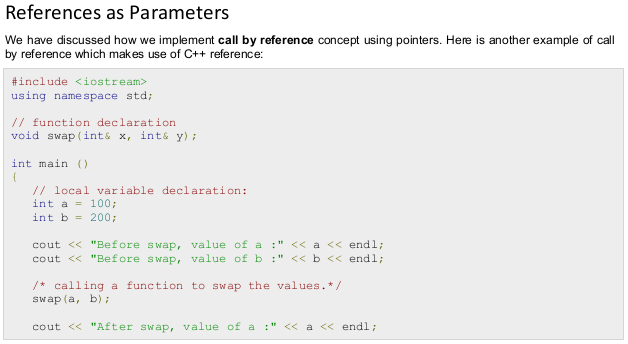 References as Parameters
We have discussed how we implement call by reference concept using pointers. Here is another example of call
by reference which makes use of C++ reference:
#include <iostream>
using namespace std;

// function declaration
void swap(int& x, int& y);

int main ()
{
   // local variable declaration:
   int a = 100;
   int b = 200;

   cout << "Before swap, value of a :" << a << endl;
   cout << "Before swap, value of b :" << b << endl;

   /* calling a function to swap the values.*/
   swap(a, b);

   cout << "After swap, value of a :" << a << endl;